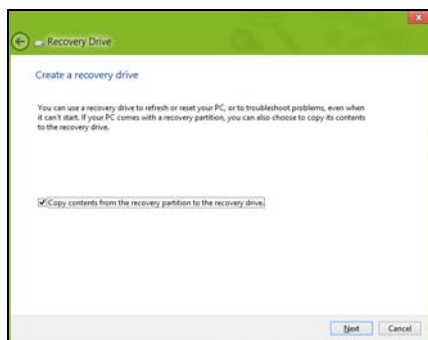 Recovery Drive
Create a recovery drive
You can use a recovery drive to refresh or reset your PC, or to troubleshoot problems, even when
it can't start. If your PC comes with a recovery partition, you can also choose to copy its contents
to the recovery drive.
Copy contents from the recovery partition to the recovery drive.
Next Cancel